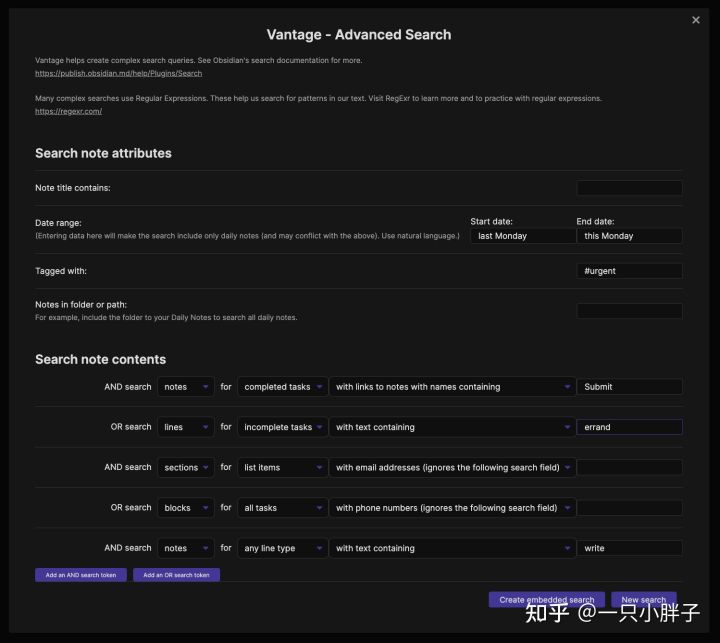 Vantage - Advanced Search
Vantage helps create complex search queries. See Obsidian's search documentation for more.
https://publish.obsidian.md/help/Plugins/Search
Many complex searches use Regular Expressions. These help us search for patterns in our text. Visit RegExr to learn more and to practice with regular expressions.
https://regexr.com/
Search note attributes
Note title contains:
Date range:
Start date:
End date:
(Entering data here will make the search include only daily notes (and may conflict with the above). Use natural language.)
last Monday
this Monday
Tagged with:
#urgent
Notes in folder or path:
For example, include the folder to your Daily Notes to search all daily notes.
Search note contents
AND search notes for completed tasks with links to notes with names containing Submit
OR search lines for incomplete tasks with text containing errand
AND search sections for list items with email addresses (ignores the following search field)
OR search blocks for all tasks with phone numbers (ignores the following search field)
AND search notes for any line type with text containing write
Add an AND search token
Add an OR search token
Create embedded search
New search
知乎 @一只小胖子